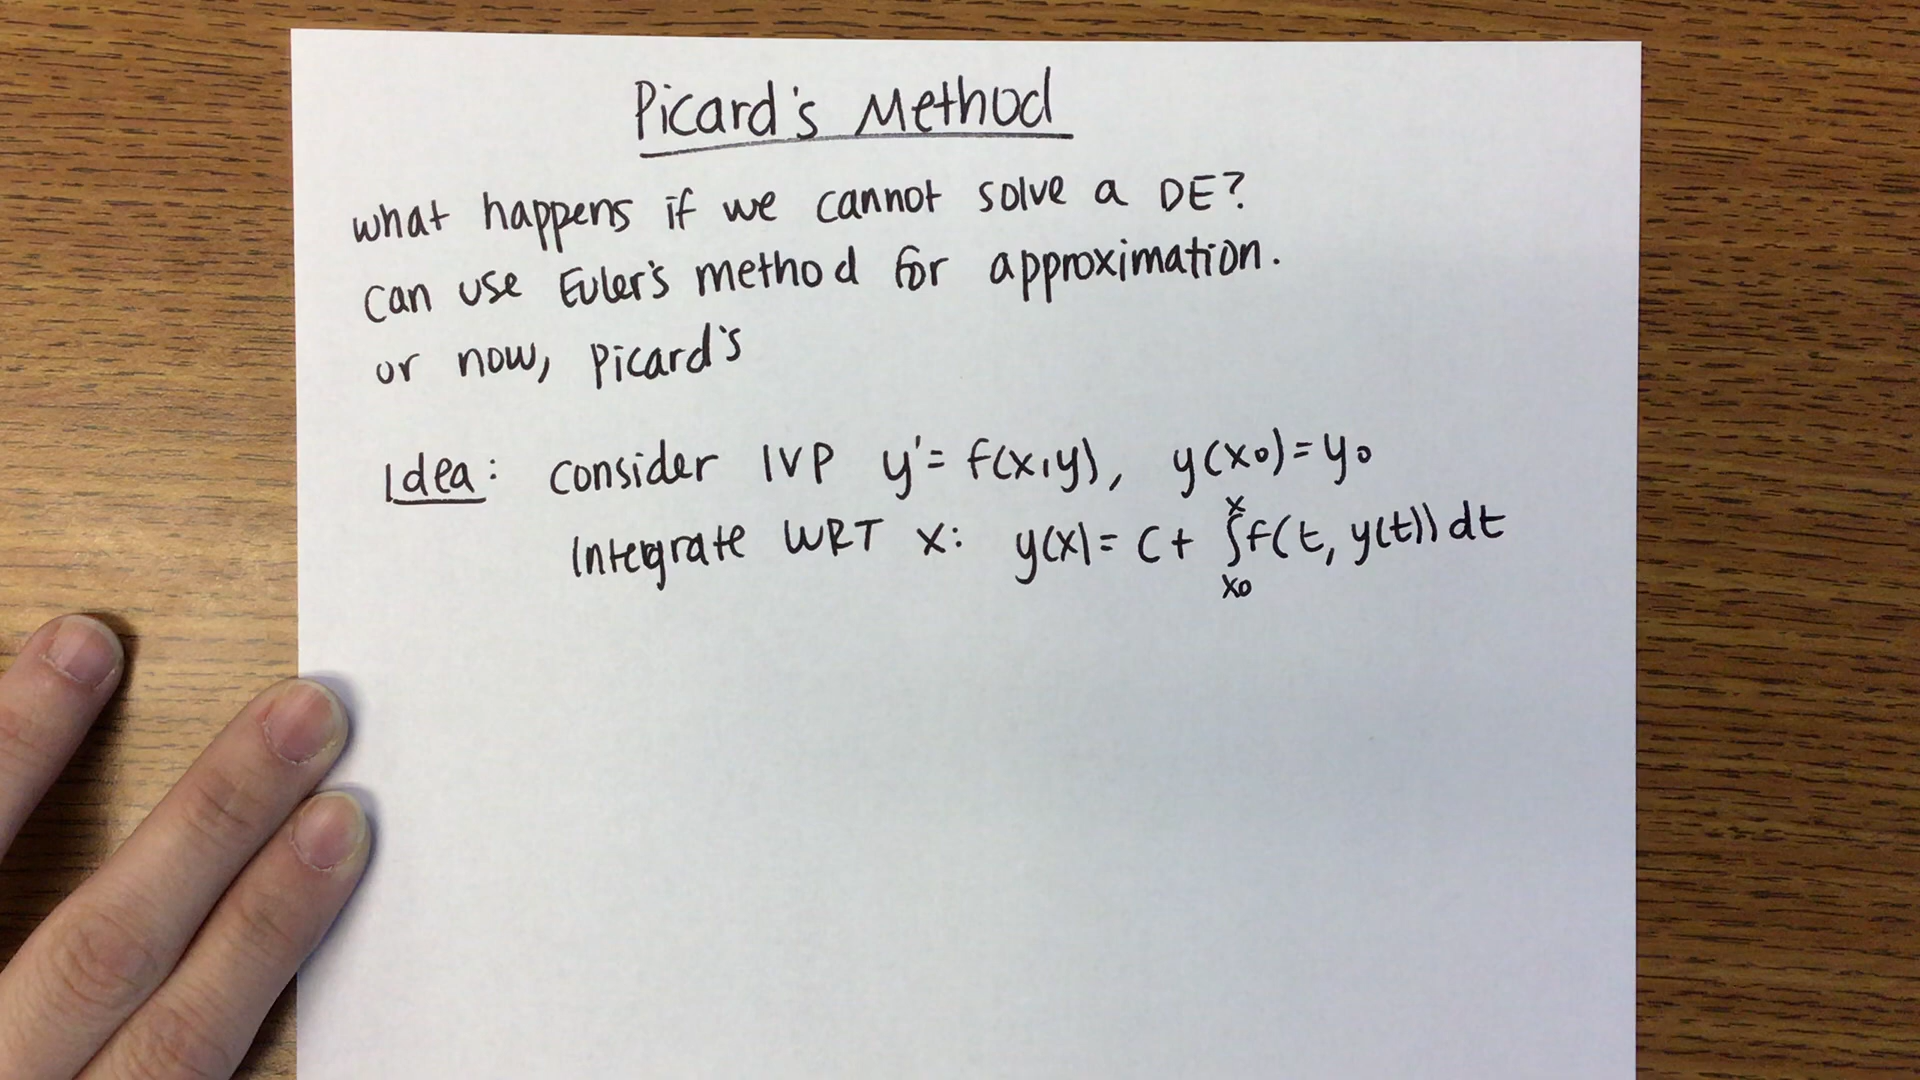 Picard's Method
what happens if we cannot solve a DE?
can use Euler's method for approximation.
or now, Picard's
Idea: consider IVP y' = f(x,y), y(x₀) = y₀
Integrate WRT x: y(x) = C + ∫ₓ₀ˣ f(t, y(t)) dt